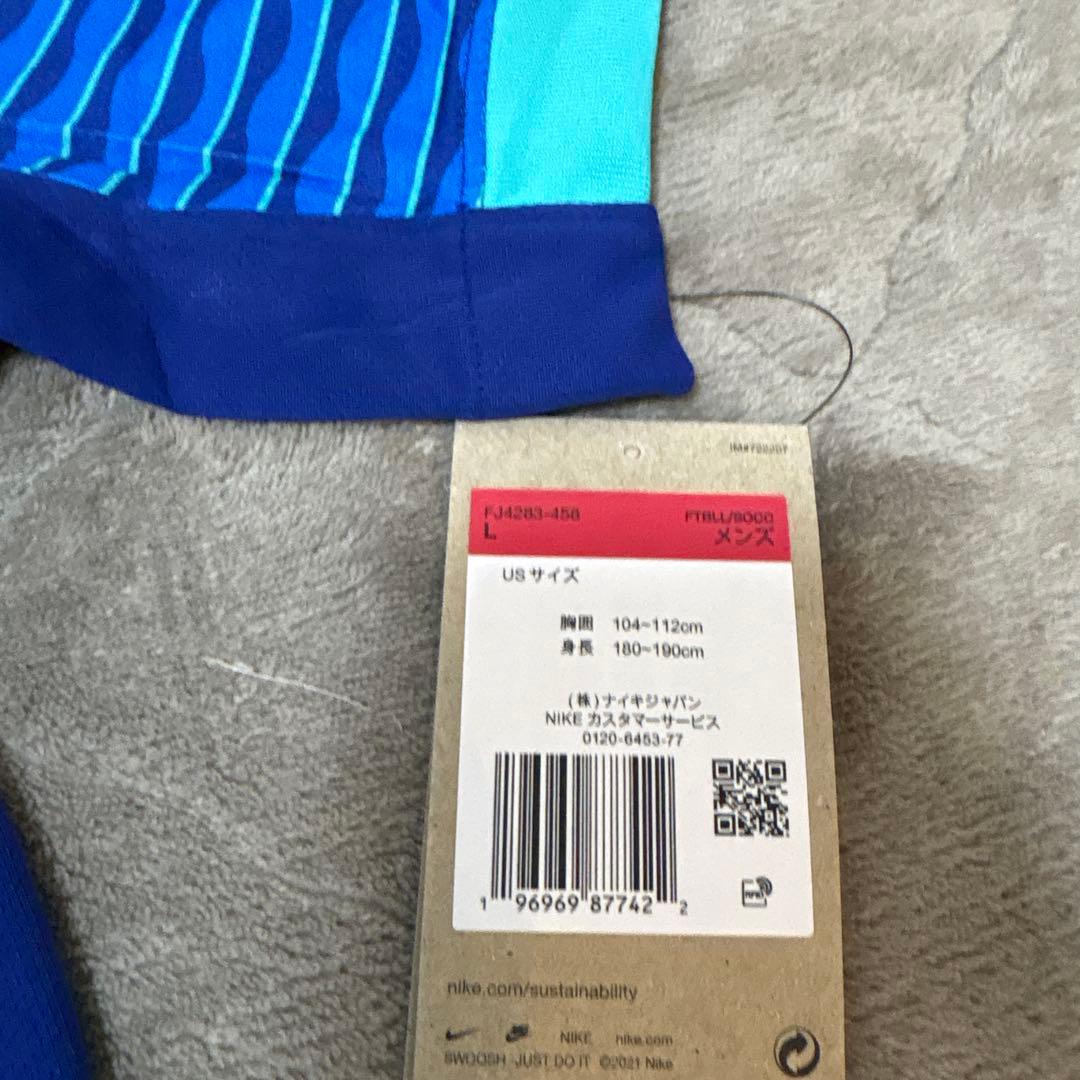 FJ4283-458
FTBLL/SOCC
L
メンズ
USサイズ
胸囲 104~112cm
身長 180~190cm
(株)ナイキジャパン
NIKE カスタマーサービス
0120-6453-77
1 96969 87742 2
nike.com/sustainability
NIKE nike.com
SWOOSH JUST DO IT ©2021 Nike